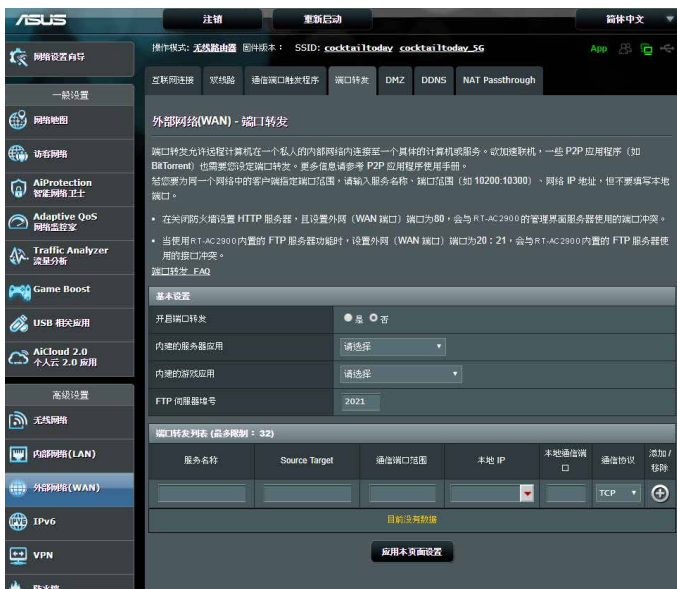 ASUS
注销
重新启动
简体中文
操作模式: 无线路由器 固件版本： SSID: cocktailtoday cocktailtoday_5G
App
网络设置向导
一般设置
网络地图
访客网络
AiProtection
智能网络卫士
Adaptive QoS
网络监控家
Traffic Analyzer
流量分析
Game Boost
USB 相关应用
AiCloud 2.0
个人云 2.0 应用
高级设置
无线网络
内部网络(LAN)
外部网络(WAN)
IPv6
VPN
防火墙
互联网连接 双线路 通信端口触发程序 端口转发 DMZ DDNS NAT Passthrough
外部网络(WAN) - 端口转发
端口转发允许远程计算机在一个私人的内部网络内连接至一个具体的计算机或服务。欲加速联机，一些 P2P 应用程序（如
BitTorrent）也需要您设定端口转发。更多信息请参考 P2P 应用程序使用手册。
若您要为同一个网络中的客户端指定端口范围，请输入服务名称、端口范围（如 10200:10300）、网络 IP 地址，但不要填写本地
端口。
• 在关闭防火墙设置 HTTP 服务器，且设置外网（WAN 端口）端口为80，会与RT-AC2900的管理界面服务器使用的端口冲突。
• 当使用RT-AC2900内置的 FTP 服务器功能时，设置外网（WAN 端口）端口为20：21，会与RT-AC2900内置的 FTP 服务器使
用的接口冲突。
端口转发 FAQ
基本设置
开启端口转发 是 否
内建的服务器应用 请选择
内建的游戏应用 请选择
FTP 伺服器埠号 2021
端口转发列表 (最多限制： 32)
服务名称 Source Target 通信端口范围 本地 IP 本地通信端口 通信协议 添加 / 移除
TCP
目前没有数据
应用本页面设置